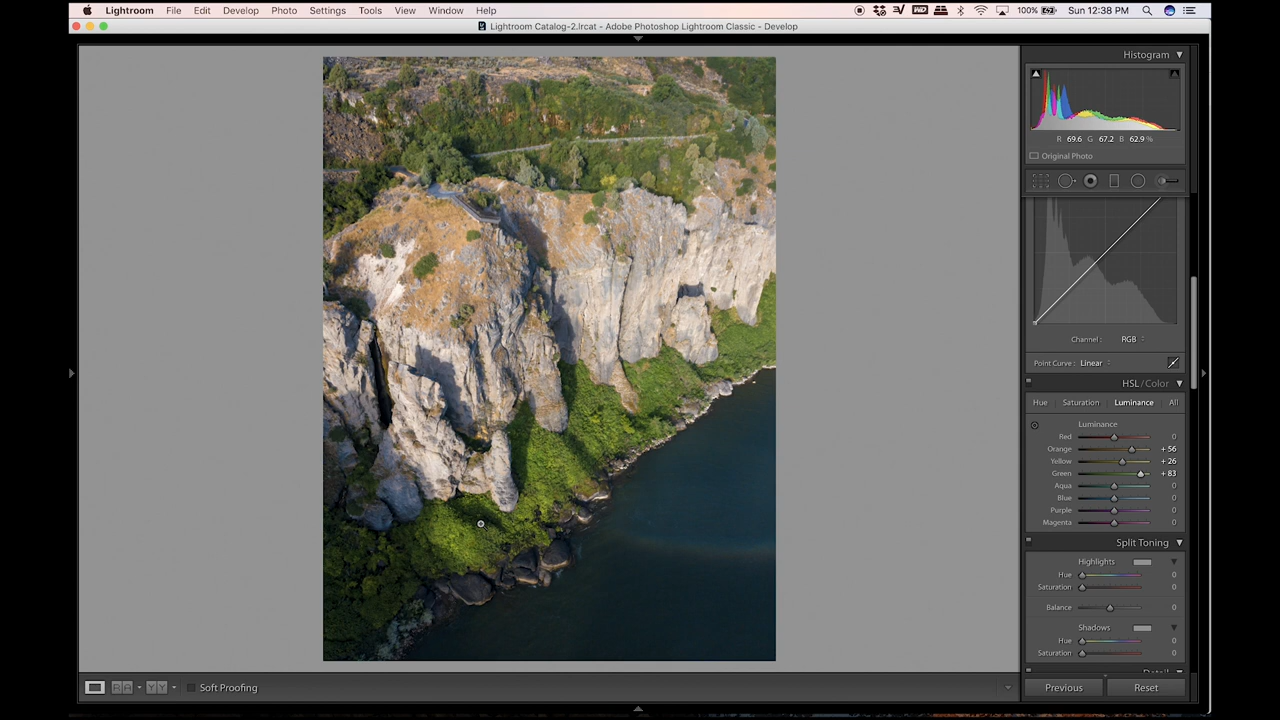 Lightroom File Edit Develop Photo Settings Tools View Window Help 100% Sun 12:38 PM
Lightroom Catalog-2.lrcat - Adobe Photoshop Lightroom Classic - Develop
Histogram
R 69.6 G 67.2 B 62.9 %
Original Photo
Channel : RGB
Point Curve : Linear
HSL / Color
Hue Saturation Luminance All
Luminance
Red 0
Orange + 56
Yellow + 26
Green + 83
Aqua 0
Blue 0
Purple 0
Magenta 0
Split Toning
Highlights
Hue 0
Saturation 0
Balance 0
Shadows
Hue 0
Saturation 0
Soft Proofing
Previous Reset